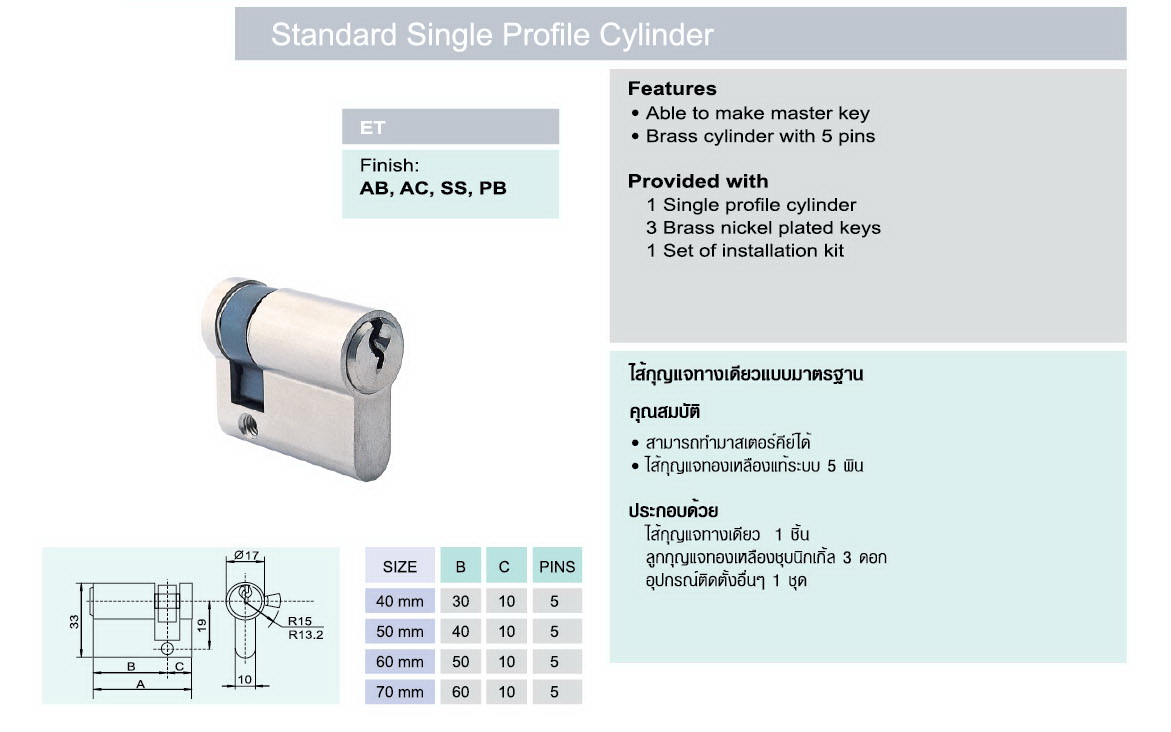 Standard Single Profile Cylinder
ET
Finish:
AB, AC, SS, PB
Features
• Able to make master key
• Brass cylinder with 5 pins
Provided with
1 Single profile cylinder
3 Brass nickel plated keys
1 Set of installation kit
ไส้กุญแจทางเดียวแบบมาตรฐาน
คุณสมบัติ
• สามารถทำมาสเตอร์คีย์ได้
• ไส้กุญแจทองเหลืองแท้ระบบ 5 พิน
ประกอบด้วย
ไส้กุญแจทางเดียว 1 ชิ้น
ลูกกุญแจทองเหลืองชุบนิกเกิ้ล 3 ดอก
อุปกรณ์ติดตั้งอื่นๆ 1 ชุด
Ø17
33
19
R15
R13.2
B
C
A
10
SIZE B C PINS
40 mm 30 10 5
50 mm 40 10 5
60 mm 50 10 5
70 mm 60 10 5